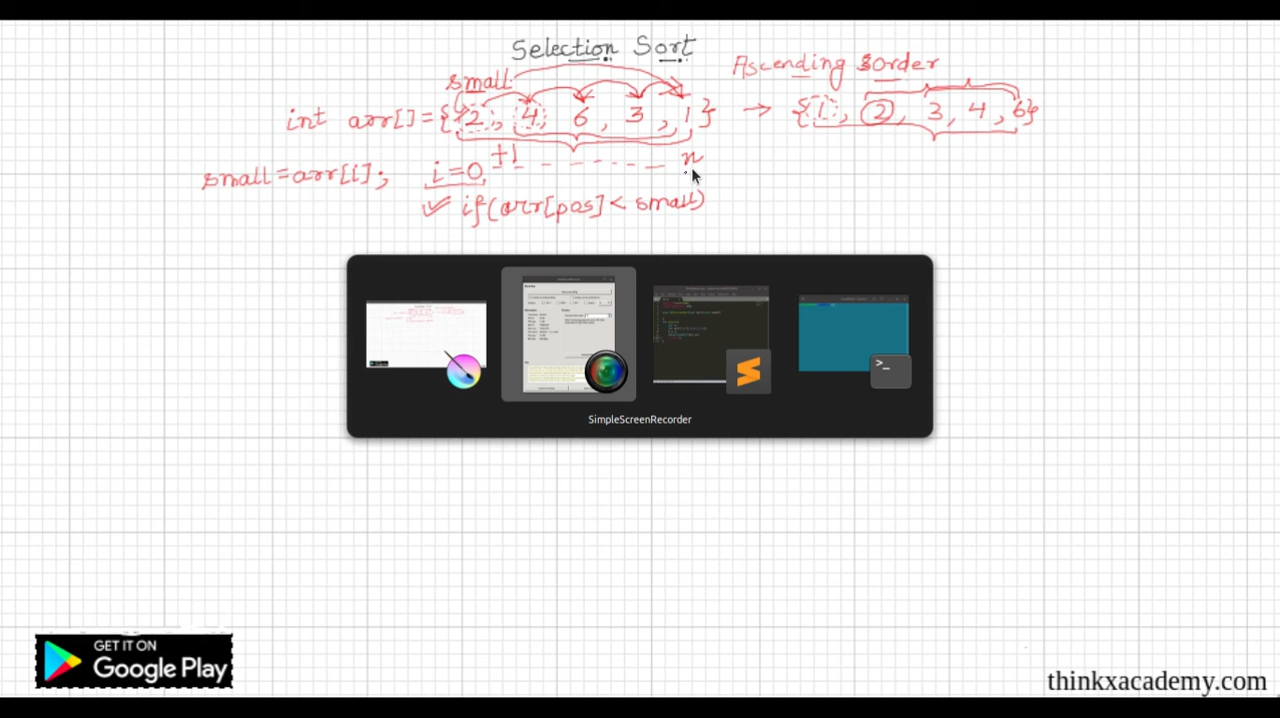 Selection Sort
small
Ascending order
int arr[] = {2, 4, 6, 3, 1} → {1, 2, 3, 4, 6}
small = arr[i]; i=0 +1 n
if(arr[pos] < small)
SimpleScreenRecorder
GET IT ON
Google Play
thinkxacademy.com